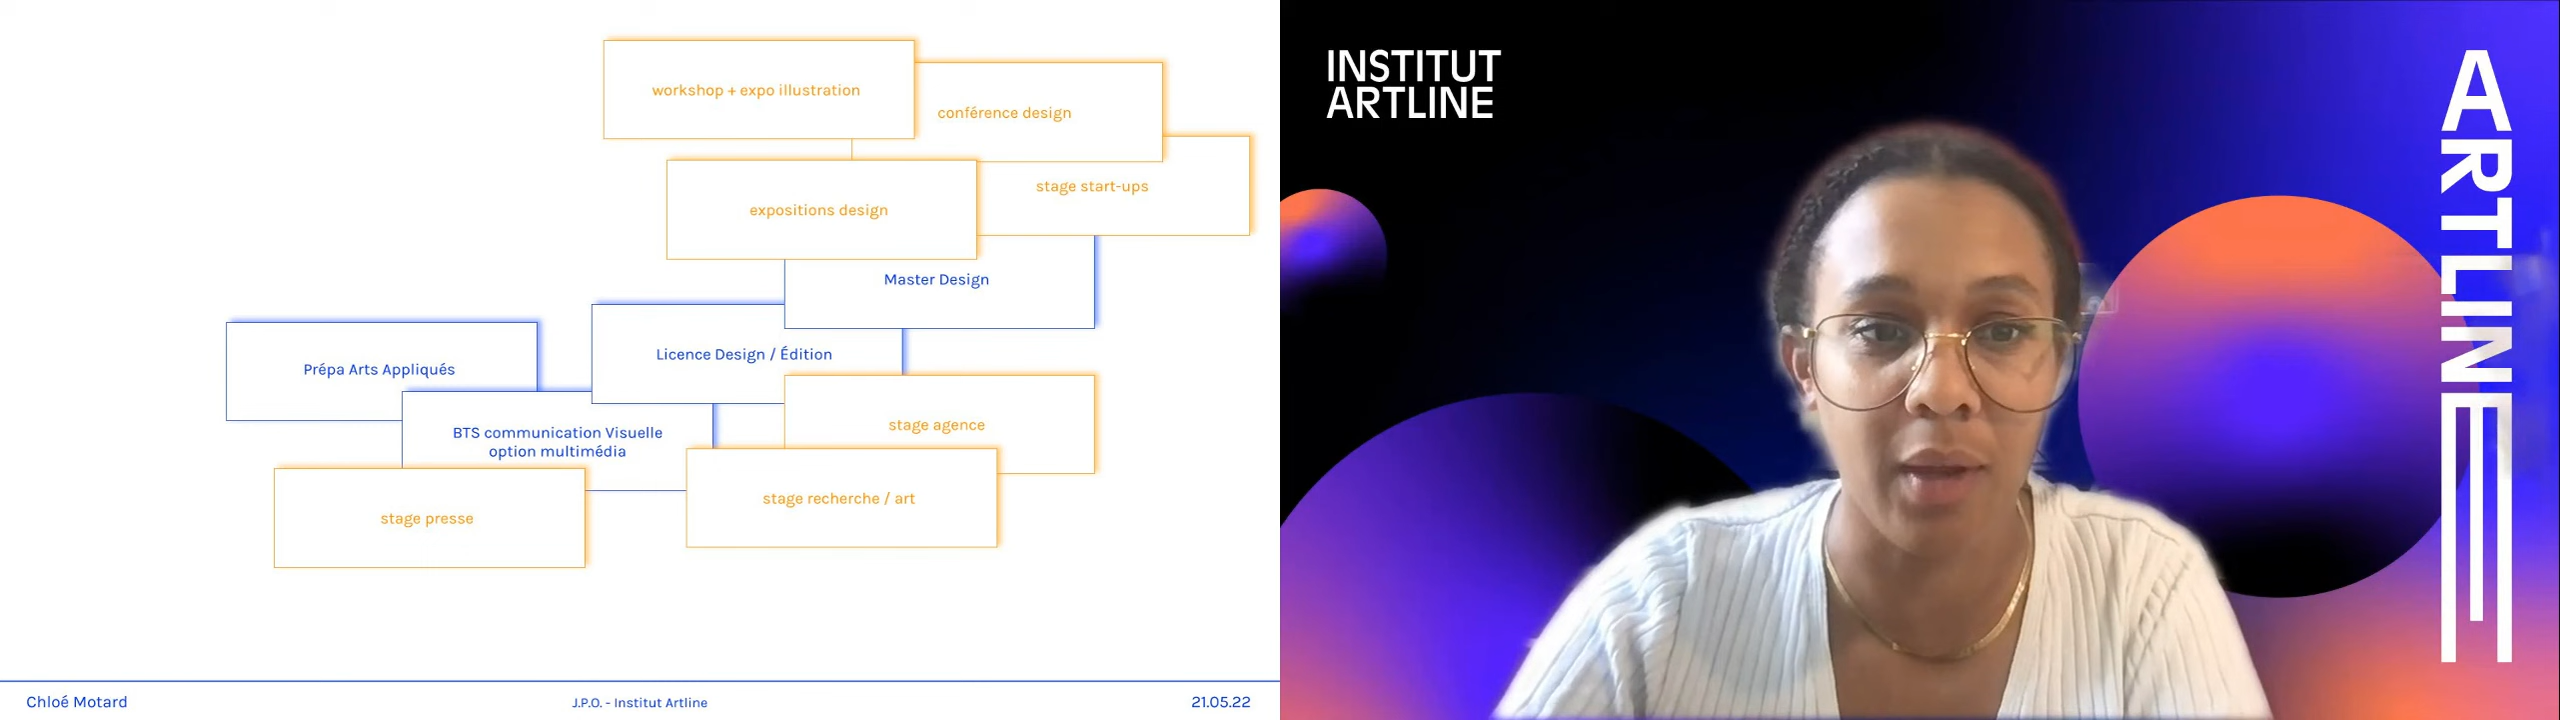 workshop + expo illustration
conférence design
stage start-ups
expositions design
Master Design
Licence Design / Édition
Prépa Arts Appliqués
BTS communication Visuelle
option multimédia
stage agence
stage recherche / art
stage presse
Chloé Motard
J.P.O. - Institut Artline
21.05.22
INSTITUT
ARTLINE
ARTLINE